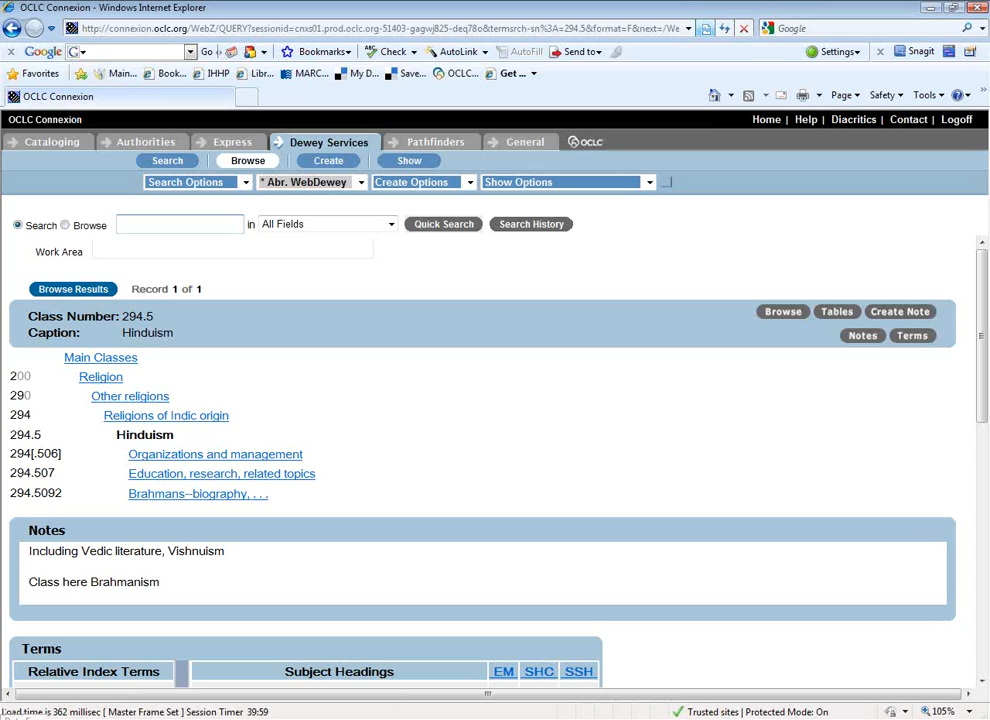 OCLC Connexion - Windows Internet Explorer
http://connexion.oclc.org/WebZ/QUERY?sessionid=cnxs01.prod.oclc.org-51403-gagwj825-deq78o&termsrch-sn%3A=294.5&format=F&next=/We
Google
Google G Go Bookmarks Check AutoLink AutoFill Send to Settings Snagit
Favorites Main... Book... IHHP Libr... MARC... My D... Save... OCLC... Get ...
OCLC Connexion Page Safety Tools
OCLC Connexion Home | Help | Diacritics | Contact | Logoff
Cataloging Authorities Express Dewey Services Pathfinders General OCLC
Search Browse Create Show
Search Options * Abr. WebDewey Create Options Show Options
Search Browse in All Fields Quick Search Search History
Work Area
Browse Results Record 1 of 1
Class Number: 294.5 Browse Tables Create Note
Caption: Hinduism Notes Terms
Main Classes
200 Religion
290 Other religions
294 Religions of Indic origin
294.5 Hinduism
294[.506] Organizations and management
294.507 Education, research, related topics
294.5092 Brahmans--biography, . . .
Notes
Including Vedic literature, Vishnuism
Class here Brahmanism
Terms
Relative Index Terms Subject Headings EM SHC SSH
Load time is 362 millisec [ Master Frame Set ] Session Timer 39:59 Trusted sites | Protected Mode: On 105%